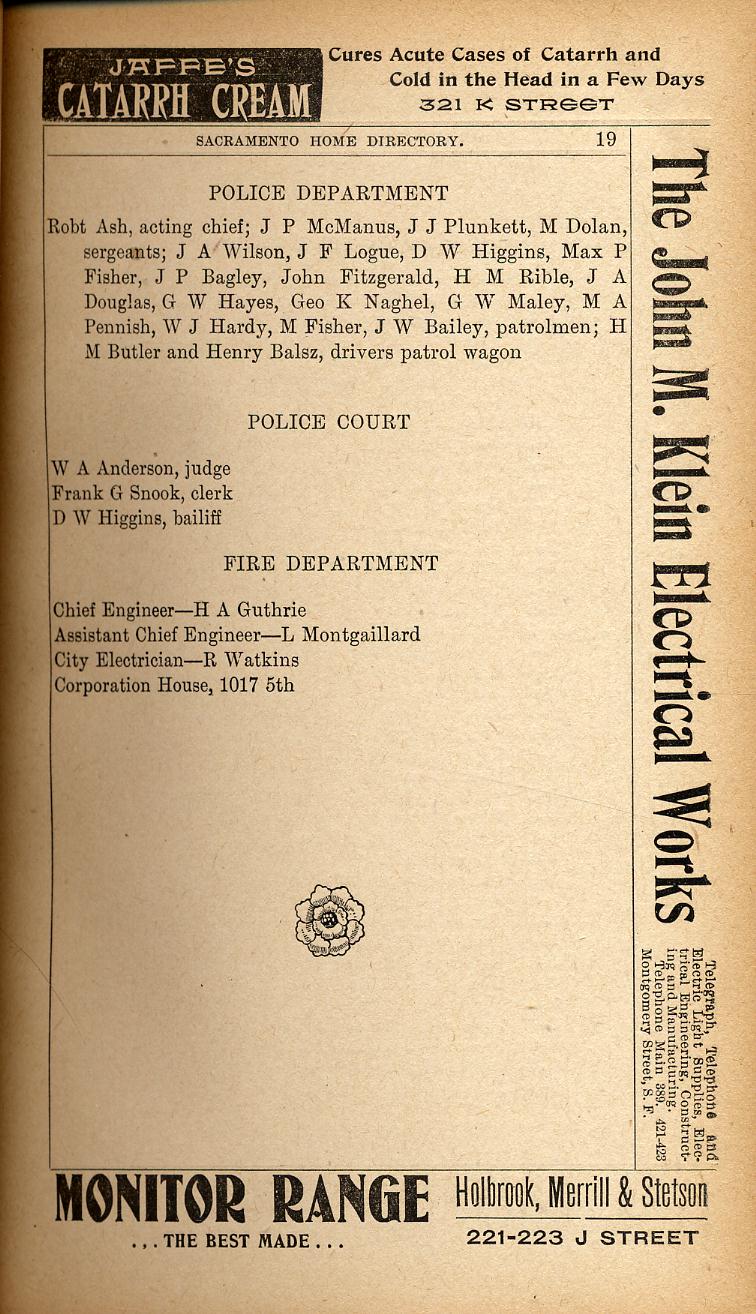 JAFFE'S
CATARRH CREAM
Cures Acute Cases of Catarrh and
Cold in the Head in a Few Days
321 K STREET
SACRAMENTO HOME DIRECTORY. 19
POLICE DEPARTMENT
Robt Ash, acting chief; J P McManus, J J Plunkett, M Dolan,
sergeants; J A Wilson, J F Logue, D W Higgins, Max P
Fisher, J P Bagley, John Fitzgerald, H M Rible, J A
Douglas, G W Hayes, Geo K Naghel, G W Maley, M A
Pennish, W J Hardy, M Fisher, J W Bailey, patrolmen; H
M Butler and Henry Balsz, drivers patrol wagon
POLICE COURT
W A Anderson, judge
Frank G Snook, clerk
D W Higgins, bailiff
FIRE DEPARTMENT
Chief Engineer—H A Guthrie
Assistant Chief Engineer—L Montgaillard
City Electrician—R Watkins
Corporation House, 1017 5th
The John M. Klein Electrical Works
Telegraph, Telephone and
Electric Light Supplies, Elec-
trical Engineering, Construct-
ing and Manufacturing.
Telephone Main 389. 421-423
Montgomery Street, S. F.
MONITOR RANGE
...THE BEST MADE...
Holbrook, Merrill & Stetson
221-223 J STREET